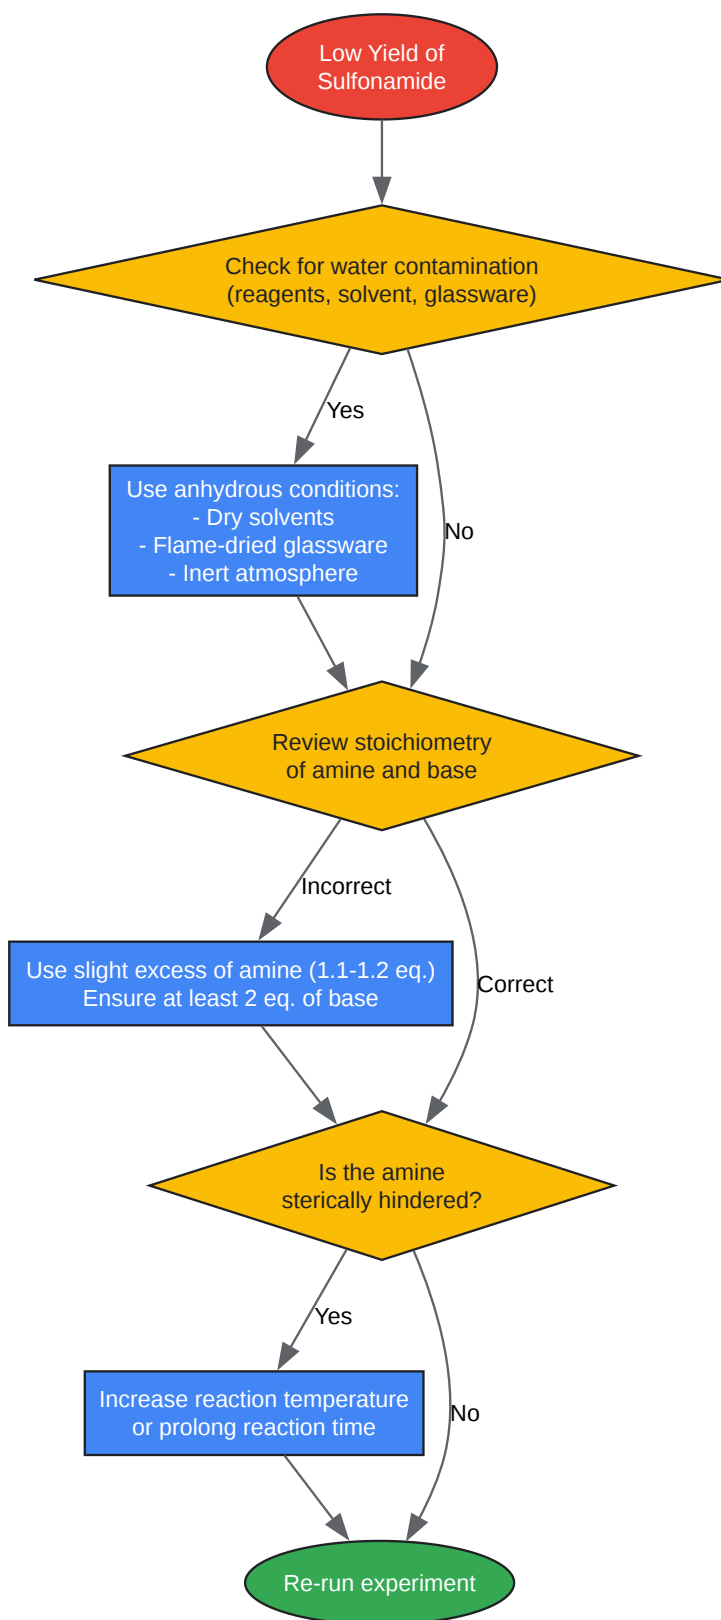 Low Yield of
Sulfonamide
Check for water contamination
(reagents, solvent, glassware)
Yes
Use anhydrous conditions:
- Dry solvents
- Flame-dried glassware
- Inert atmosphere
No
Review stoichiometry
of amine and base
Incorrect
Use slight excess of amine (1.1-1.2 eq.)
Ensure at least 2 eq. of base
Correct
Is the amine
sterically hindered?
Yes
Increase reaction temperature
or prolong reaction time
No
Re-run experiment